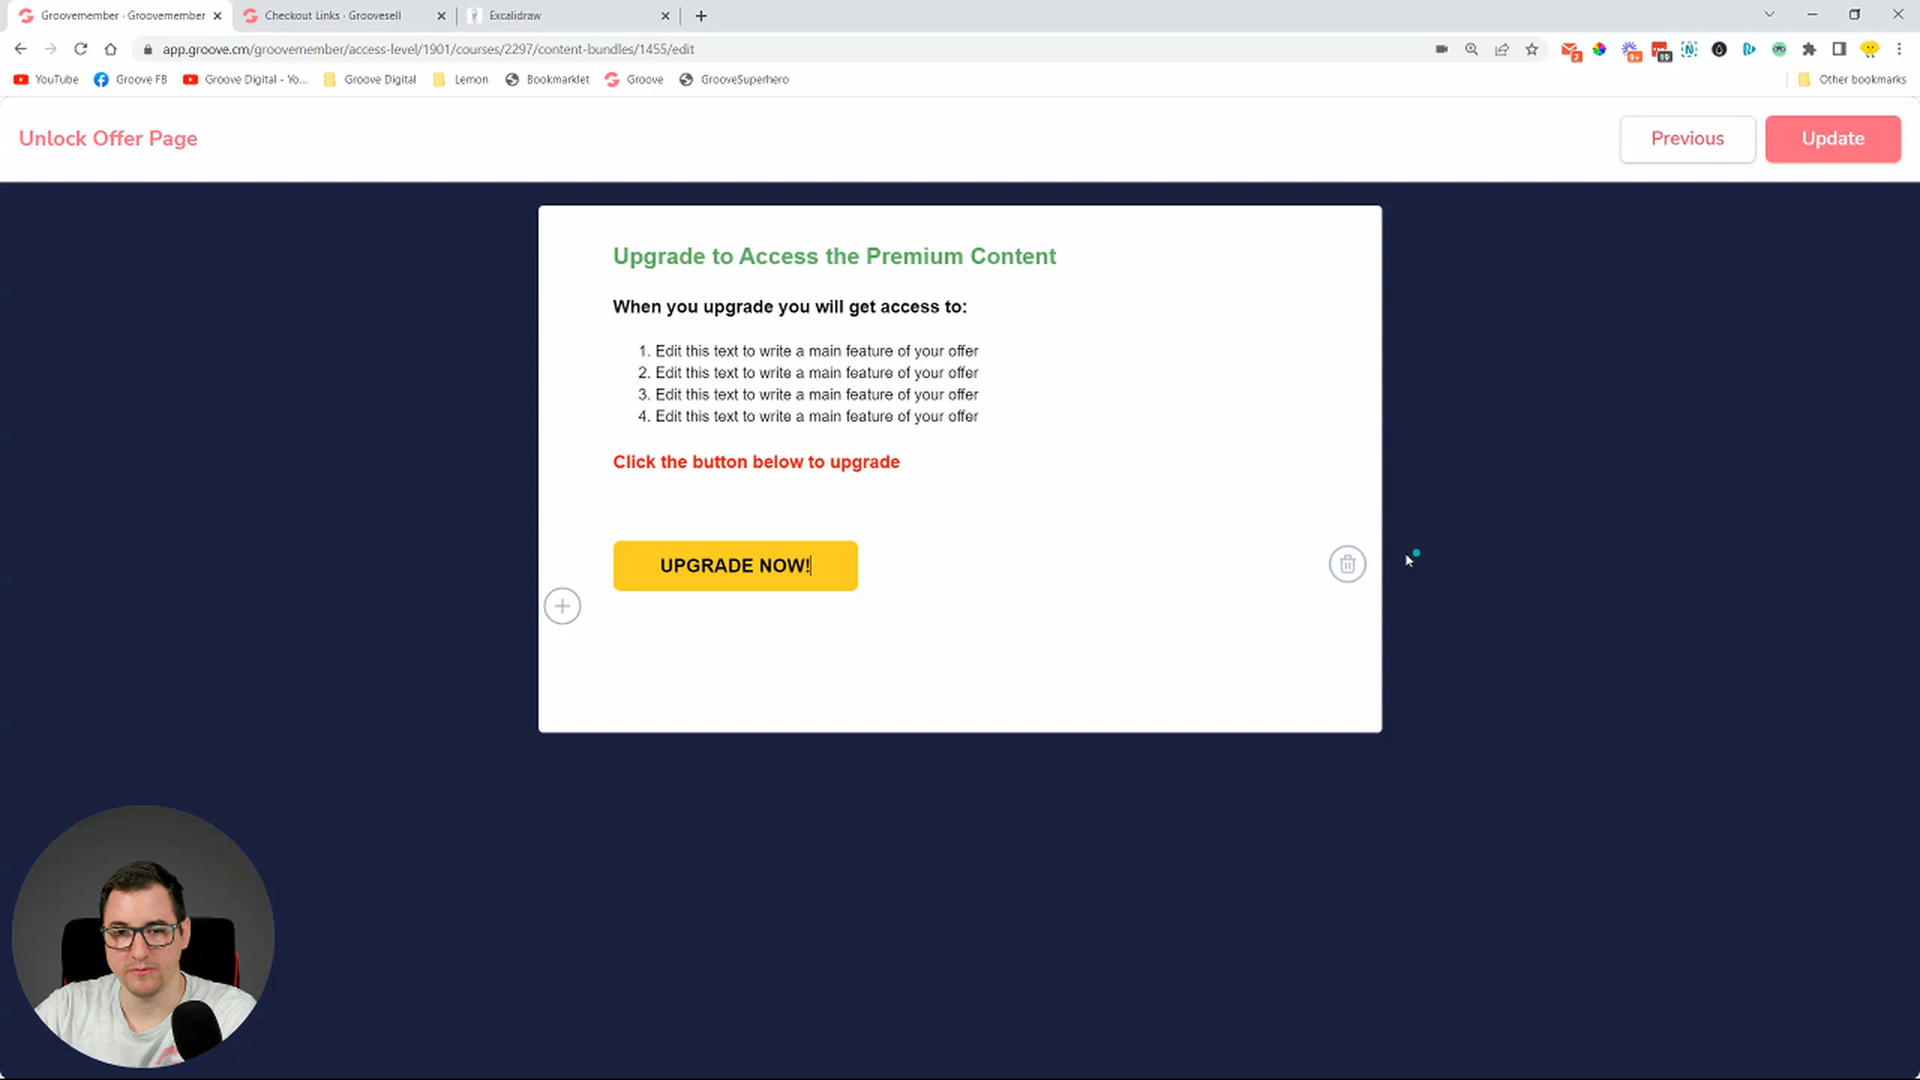 Groovemember · Groovemember
Checkout Links · Groovesell
Excalidraw
app.groove.cm/groovemember/access-level/1901/courses/2297/content-bundles/1455/edit
2
9+
YouTube
Groove FB
Groove Digital - Yo...
Groove Digital
Lemon
Bookmarklet
Groove
GrooveSuperhero
Other bookmarks
Unlock Offer Page
Previous
Update
Upgrade to Access the Premium Content
When you upgrade you will get access to:
1. Edit this text to write a main feature of your offer
2. Edit this text to write a main feature of your offer
3. Edit this text to write a main feature of your offer
4. Edit this text to write a main feature of your offer
Click the button below to upgrade
UPGRADE NOW!